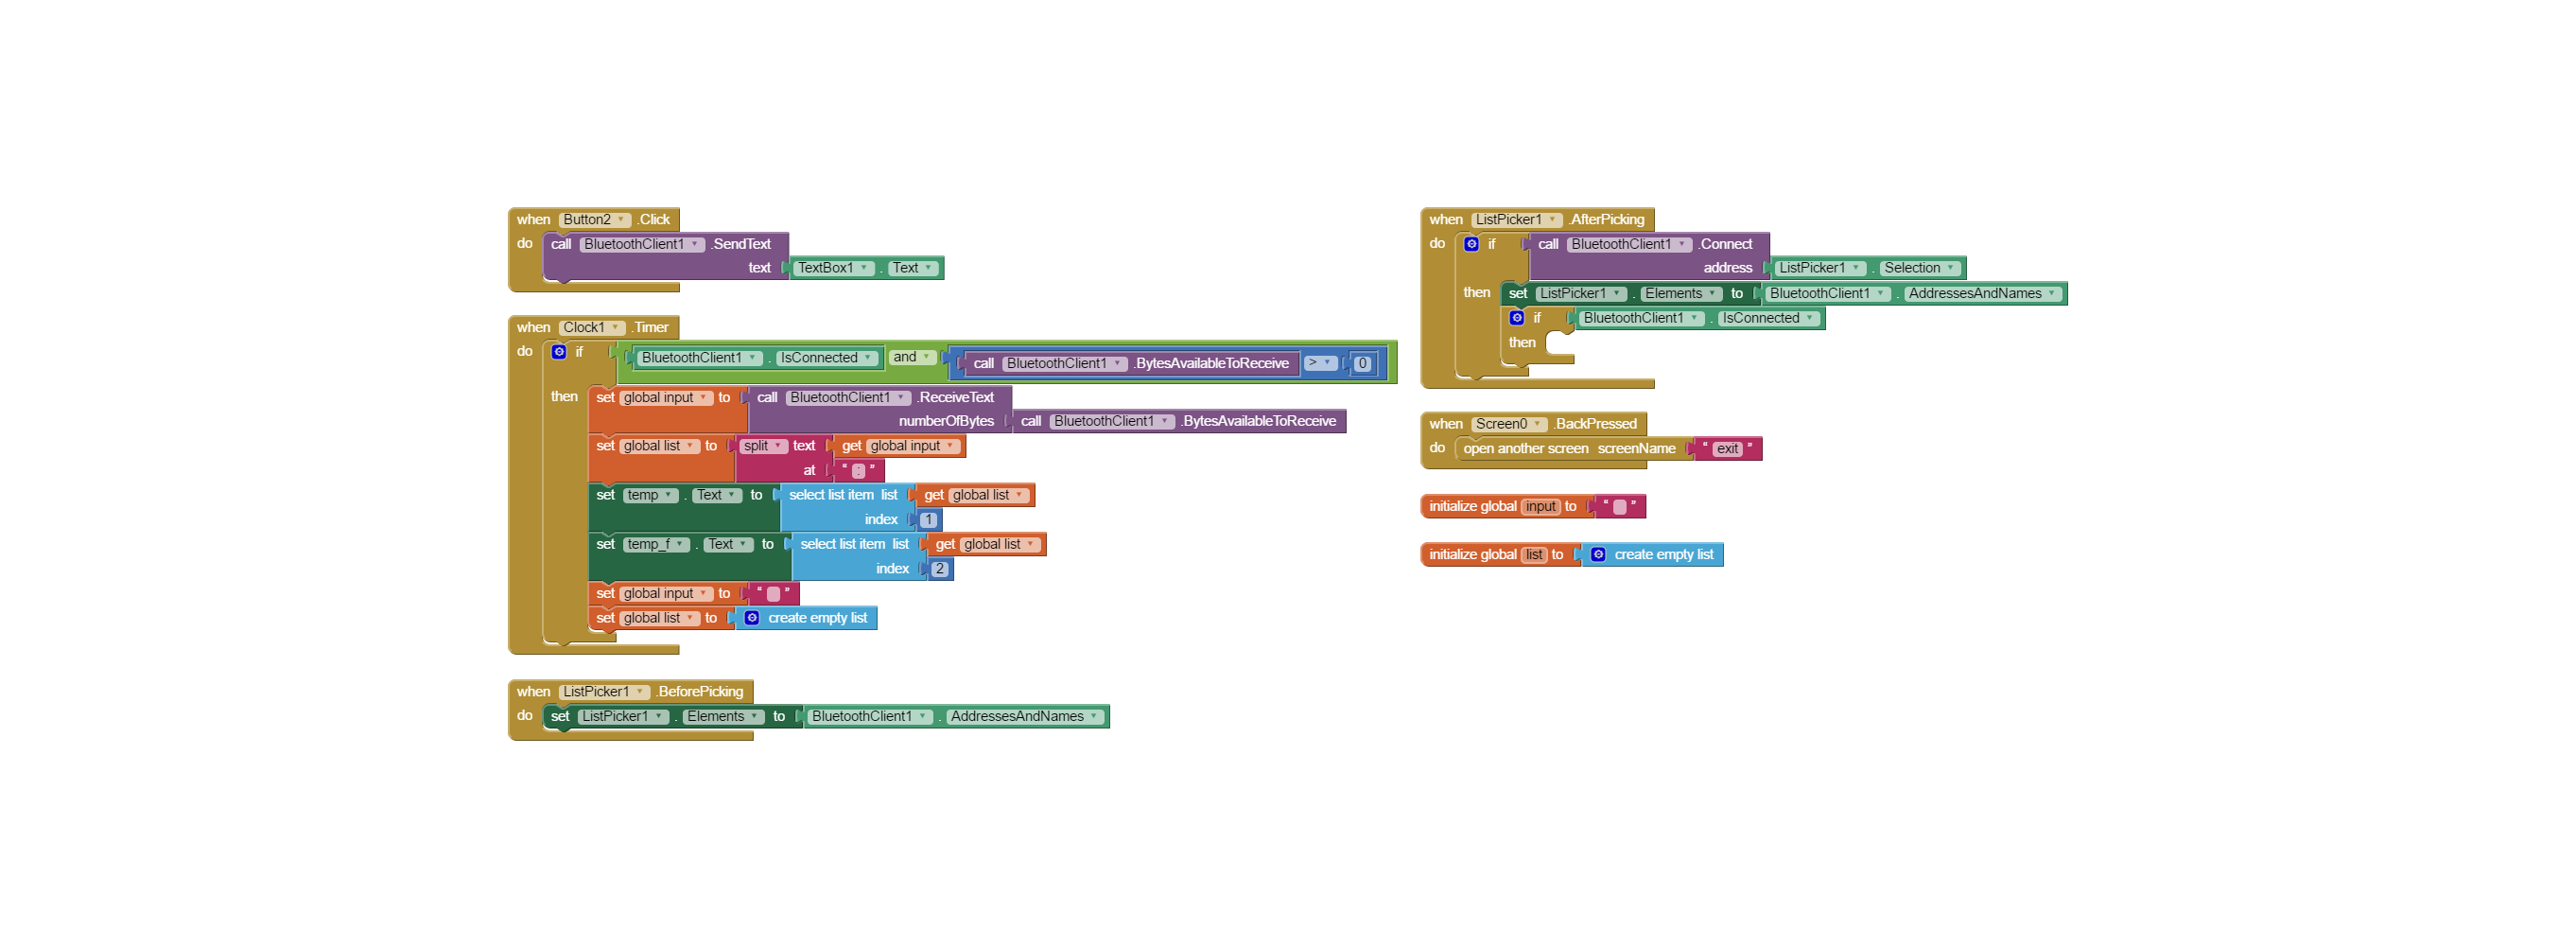 when Button2 .Click
do call BluetoothClient1 .SendText
text TextBox1 . Text
when Clock1 .Timer
do if BluetoothClient1 . IsConnected and call BluetoothClient1 .BytesAvailableToReceive > 0
then set global input to call BluetoothClient1 .ReceiveText
numberOfBytes call BluetoothClient1 .BytesAvailableToReceive
set global list to split text get global input
at " : "
set temp . Text to select list item list get global list
index 1
set temp_f . Text to select list item list get global list
index 2
set global input to " "
set global list to create empty list
when ListPicker1 .BeforePicking
do set ListPicker1 . Elements to BluetoothClient1 . AddressesAndNames
when ListPicker1 .AfterPicking
do if call BluetoothClient1 .Connect
address ListPicker1 . Selection
then set ListPicker1 . Elements to BluetoothClient1 . AddressesAndNames
if BluetoothClient1 . IsConnected
then
when Screen0 .BackPressed
do open another screen screenName " exit "
initialize global input to " "
initialize global list to create empty list